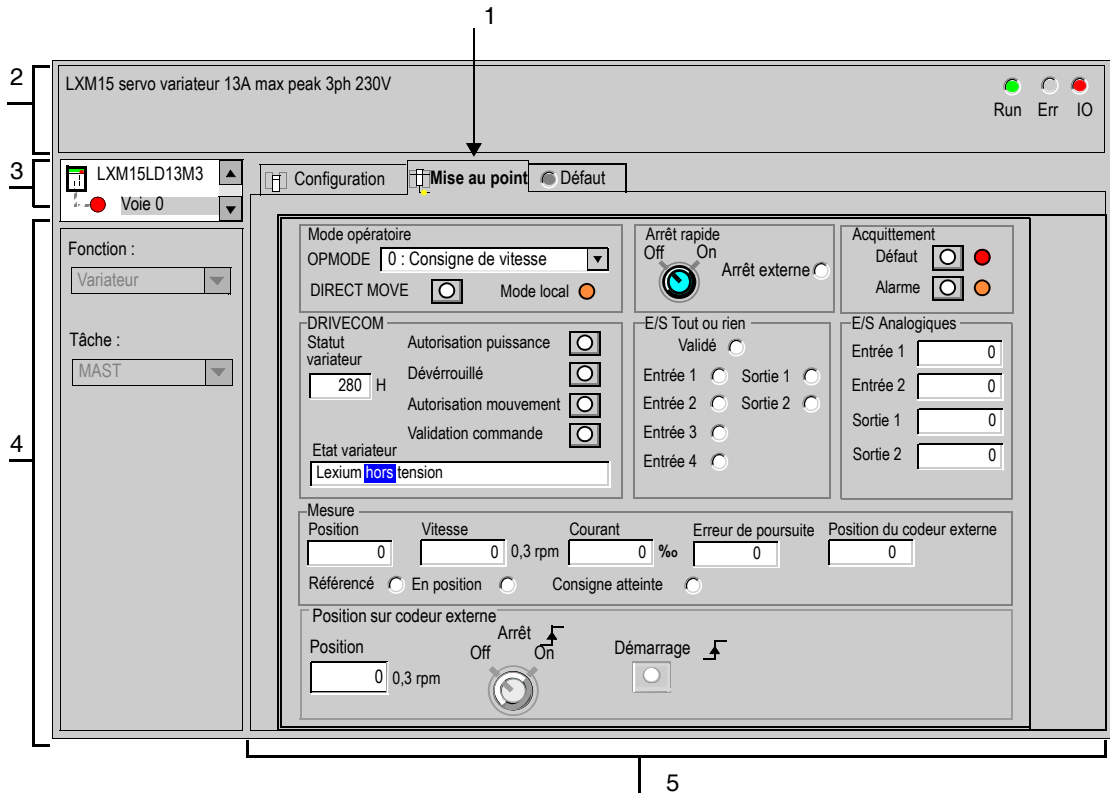 1
2
LXM15 servo variateur 13A max peak 3ph 230V
Run Err IO
3
LXM15LD13M3
Voie 0
Configuration
Mise au point
Défaut
4
Fonction :
Variateur
Tâche :
MAST
Mode opératoire
OPMODE 0 : Consigne de vitesse
DIRECT MOVE Mode local
Arrêt rapide
Off On
Arrêt externe
Acquittement
Défaut
Alarme
DRIVECOM
Statut
variateur
280 H
Autorisation puissance
Dévérrouillé
Autorisation mouvement
Validation commande
Etat variateur
Lexium hors tension
E/S Tout ou rien
Validé
Entrée 1 Sortie 1
Entrée 2 Sortie 2
Entrée 3
Entrée 4
E/S Analogiques
Entrée 1 0
Entrée 2 0
Sortie 1 0
Sortie 2 0
Mesure
Position Vitesse Courant Erreur de poursuite Position du codeur externe
0 0 0,3 rpm 0 ‰ 0 0
Référencé En position Consigne atteinte
Position sur codeur externe
Position
0 0,3 rpm
Arrêt
Off On
Démarrage
5